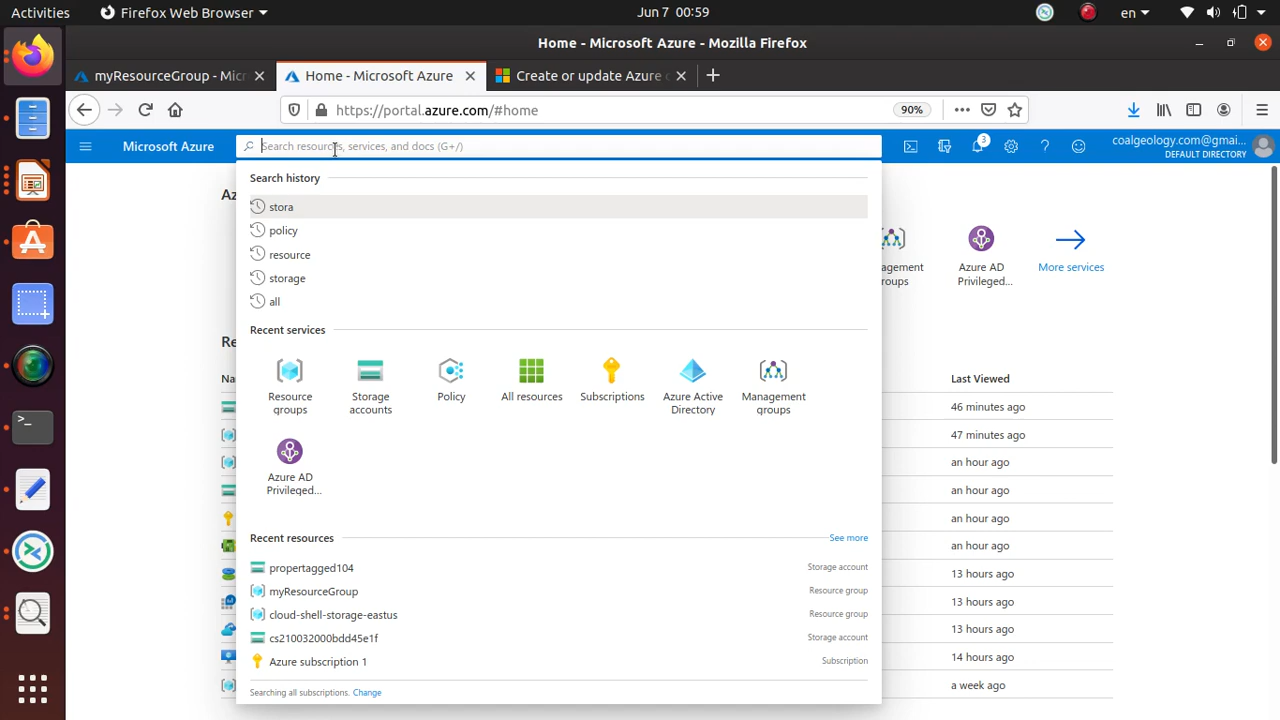 Activities
Firefox Web Browser
Jun 7 00:59
en
Home - Microsoft Azure - Mozilla Firefox
myResourceGroup - Micr
Home - Microsoft Azure
Create or update Azure
https://portal.azure.com/#home
90%
Microsoft Azure
Search resources, services, and docs (G+/)
3
coalgeology.com@gmai...
DEFAULT DIRECTORY
Az
Search history
stora
policy
resource
storage
all
agement
roups
Azure AD
Privileged...
More services
Re
Recent services
Na
Last Viewed
Resource
groups
Storage
accounts
Policy
All resources
Subscriptions
Azure Active
Directory
Management
groups
Azure AD
Privileged...
46 minutes ago
47 minutes ago
an hour ago
an hour ago
an hour ago
an hour ago
13 hours ago
13 hours ago
13 hours ago
14 hours ago
a week ago
Recent resources
See more
propertagged104
Storage account
myResourceGroup
Resource group
cloud-shell-storage-eastus
Resource group
cs210032000bdd45e1f
Storage account
Azure subscription 1
Subscription
Searching all subscriptions. Change